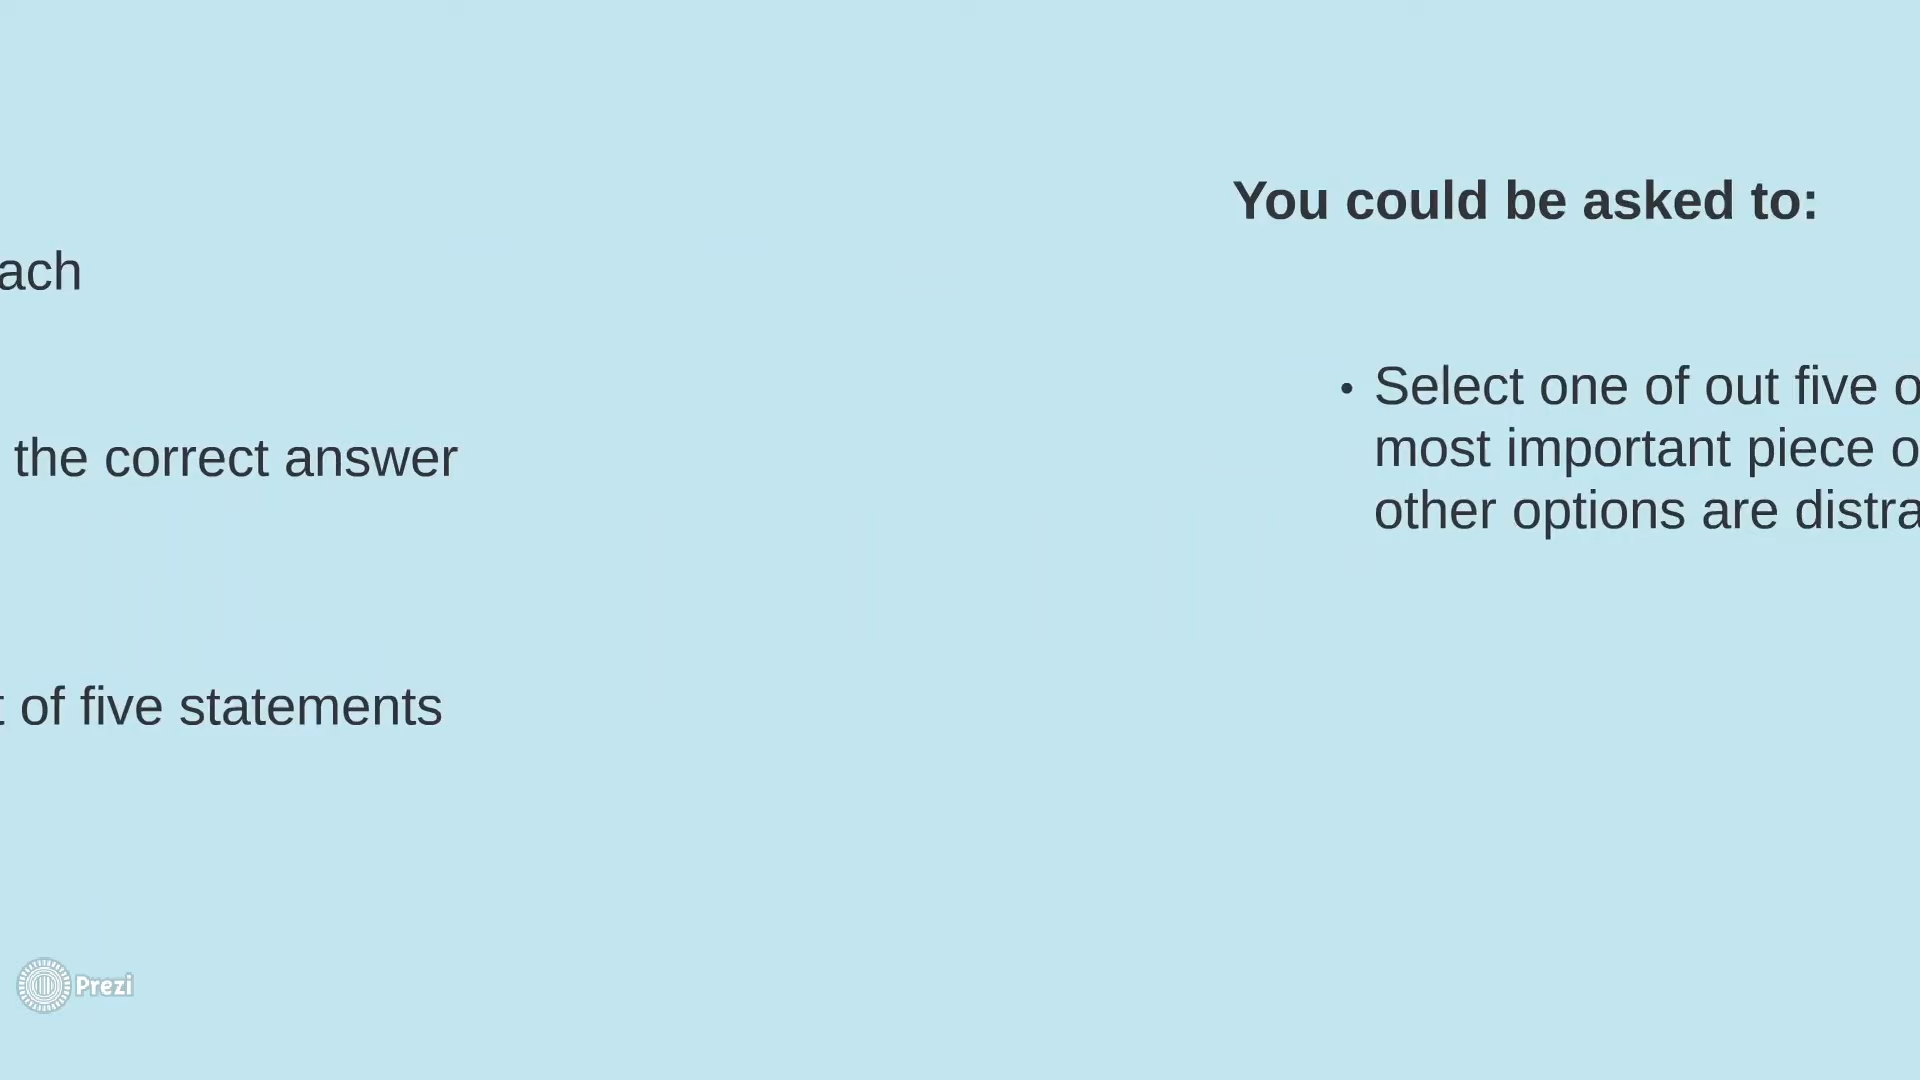 ach
the correct answer
of five statements
You could be asked to:
• Select one of out five
most important piece
other options are
Prezi